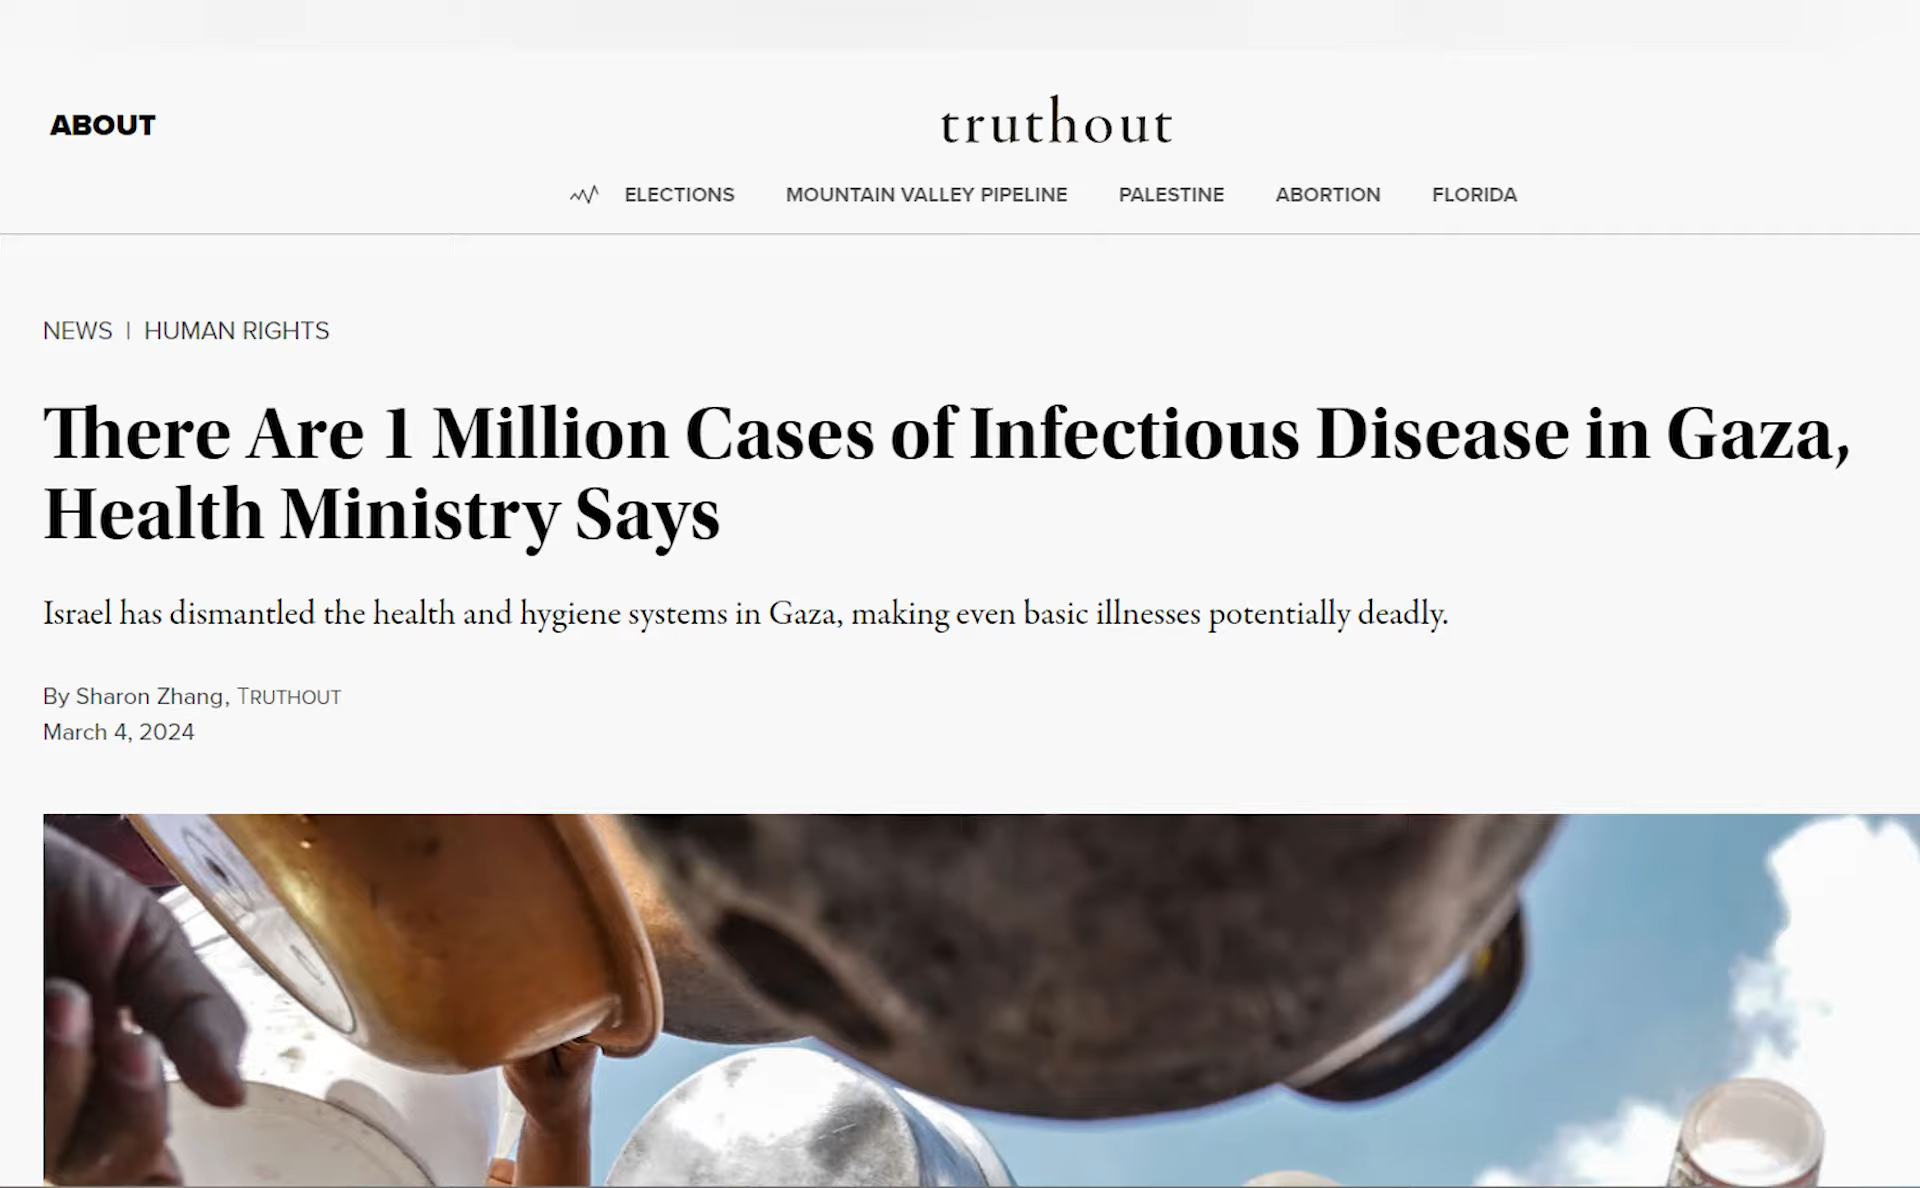 ABOUT
truthout
ELECTIONS MOUNTAIN VALLEY PIPELINE PALESTINE ABORTION FLORIDA
NEWS | HUMAN RIGHTS
There Are 1 Million Cases of Infectious Disease in Gaza,
Health Ministry Says
Israel has dismantled the health and hygiene systems in Gaza, making even basic illnesses potentially deadly.
By Sharon Zhang, TRUTHOUT
March 4, 2024